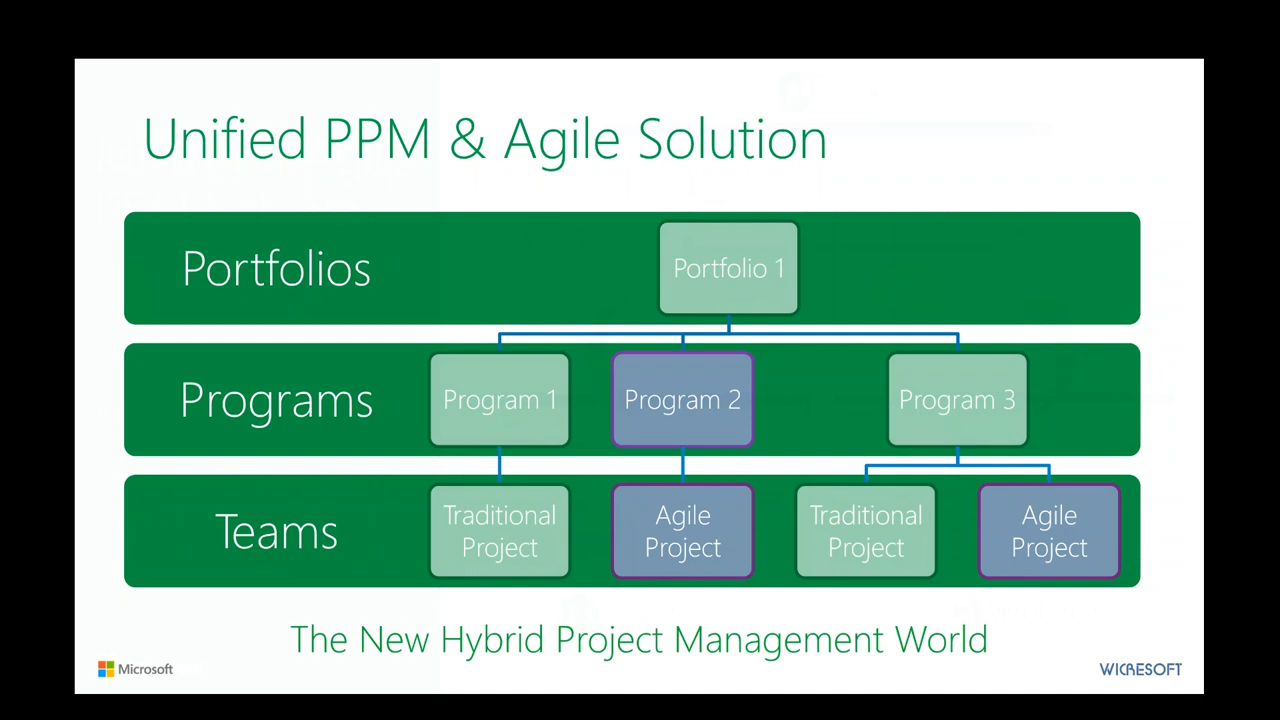 Unified PPM & Agile Solution
Portfolios
Portfolio 1
Programs
Program 1
Program 2
Program 3
Teams
Traditional
Project
Agile
Project
Traditional
Project
Agile
Project
The New Hybrid Project Management World
Microsoft
WICRESOFT